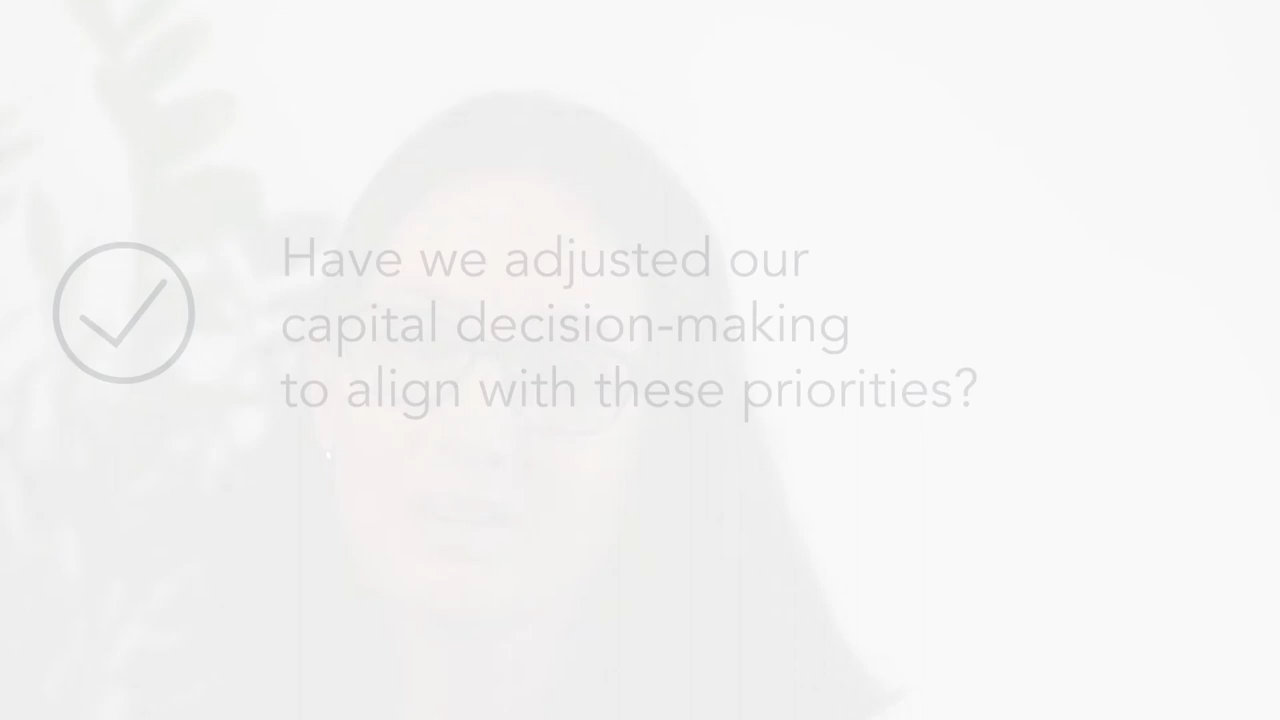 Have we adjusted our
capital decision-making
to align with these priorities?